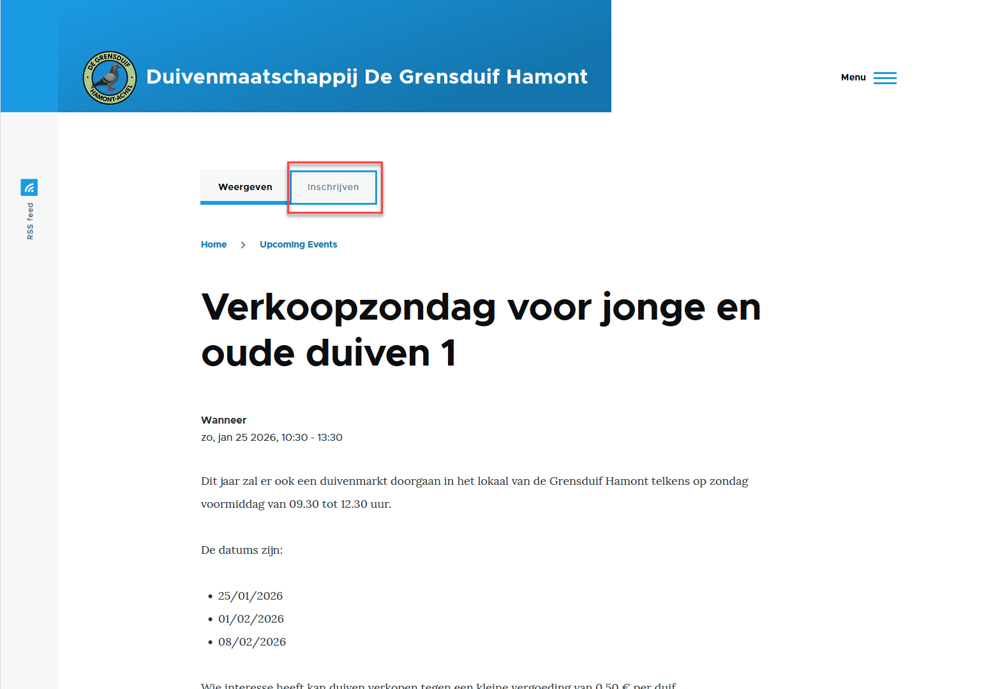 DE GRENSDUIF
HAMONT-ACHEL
Duivenmaatschappij De Grensduif Hamont
Menu
RSS feed
Weergeven
Inschrijven
Home
Upcoming Events
Verkoopzondag voor jonge en
oude duiven 1
Wanneer
zo, jan 25 2026, 10:30 - 13:30
Dit jaar zal er ook een duivenmarkt doorgaan in het lokaal van de Grensduif Hamont telkens op zondag
voormiddag van 09.30 tot 12.30 uur.
De datums zijn:
• 25/01/2026
• 01/02/2026
• 08/02/2026
Wie interesse heeft kan duiven verkopen tegen een kleine vergoeding van 0,50 € per duif.